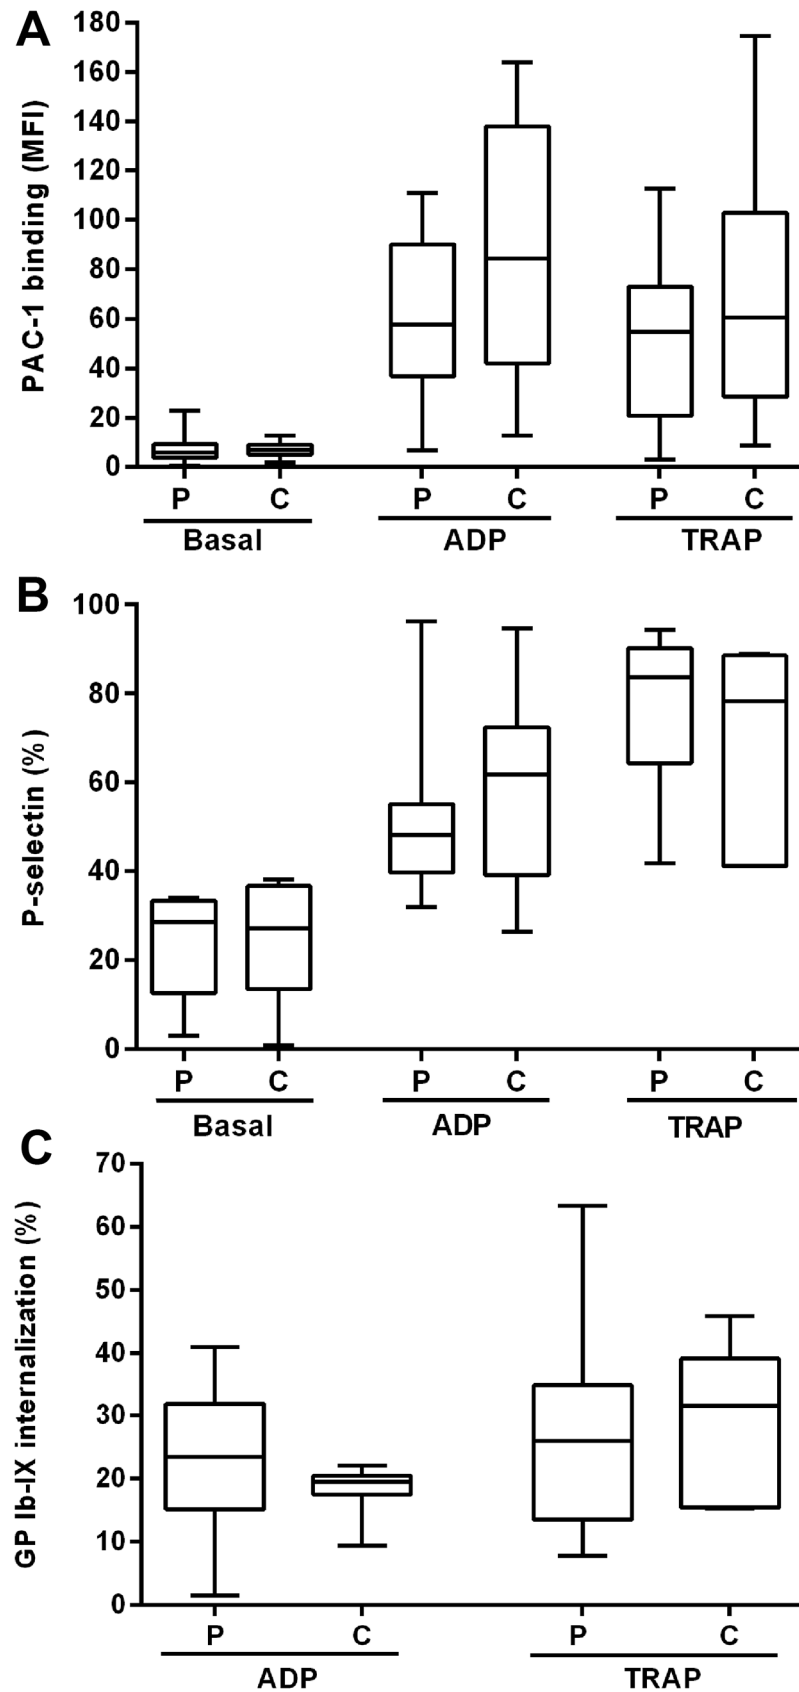 A
PAC-1 binding (MFI)
180
160
140
120
100
80
60
40
20
0
P C P C P C
Basal ADP TRAP
B
P-selectin (%)
100
80
60
40
20
0
P C P C P C
Basal ADP TRAP
C
GP Ib-IX internalization (%)
70
60
50
40
30
20
10
0
P C P C
ADP TRAP